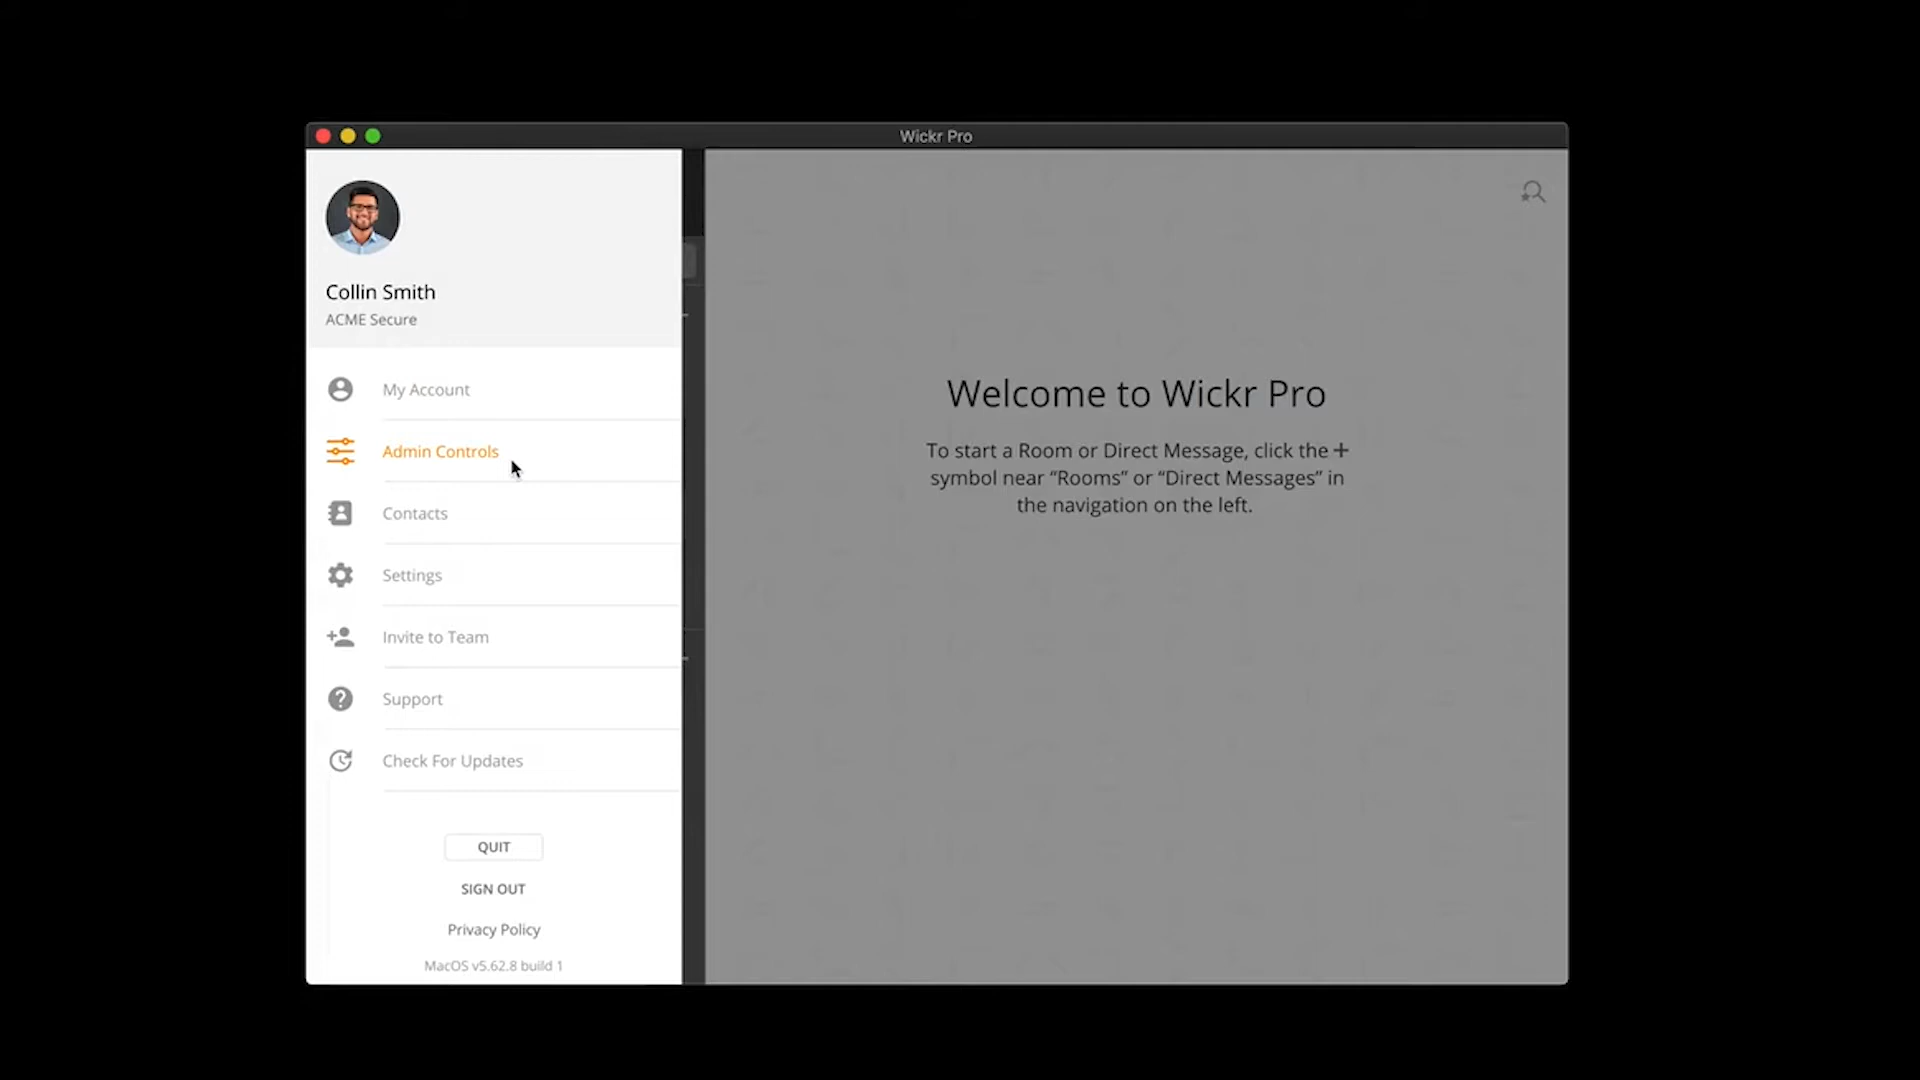 Wickr Pro
Collin Smith
ACME Secure
My Account
Admin Controls
Contacts
Settings
Invite to Team
Support
Check For Updates
QUIT
SIGN OUT
Privacy Policy
MacOS v5.62.8 build 1
Welcome to Wickr Pro
To start a Room or Direct Message, click the +
symbol near “Rooms” or “Direct Messages” in
the navigation on the left.